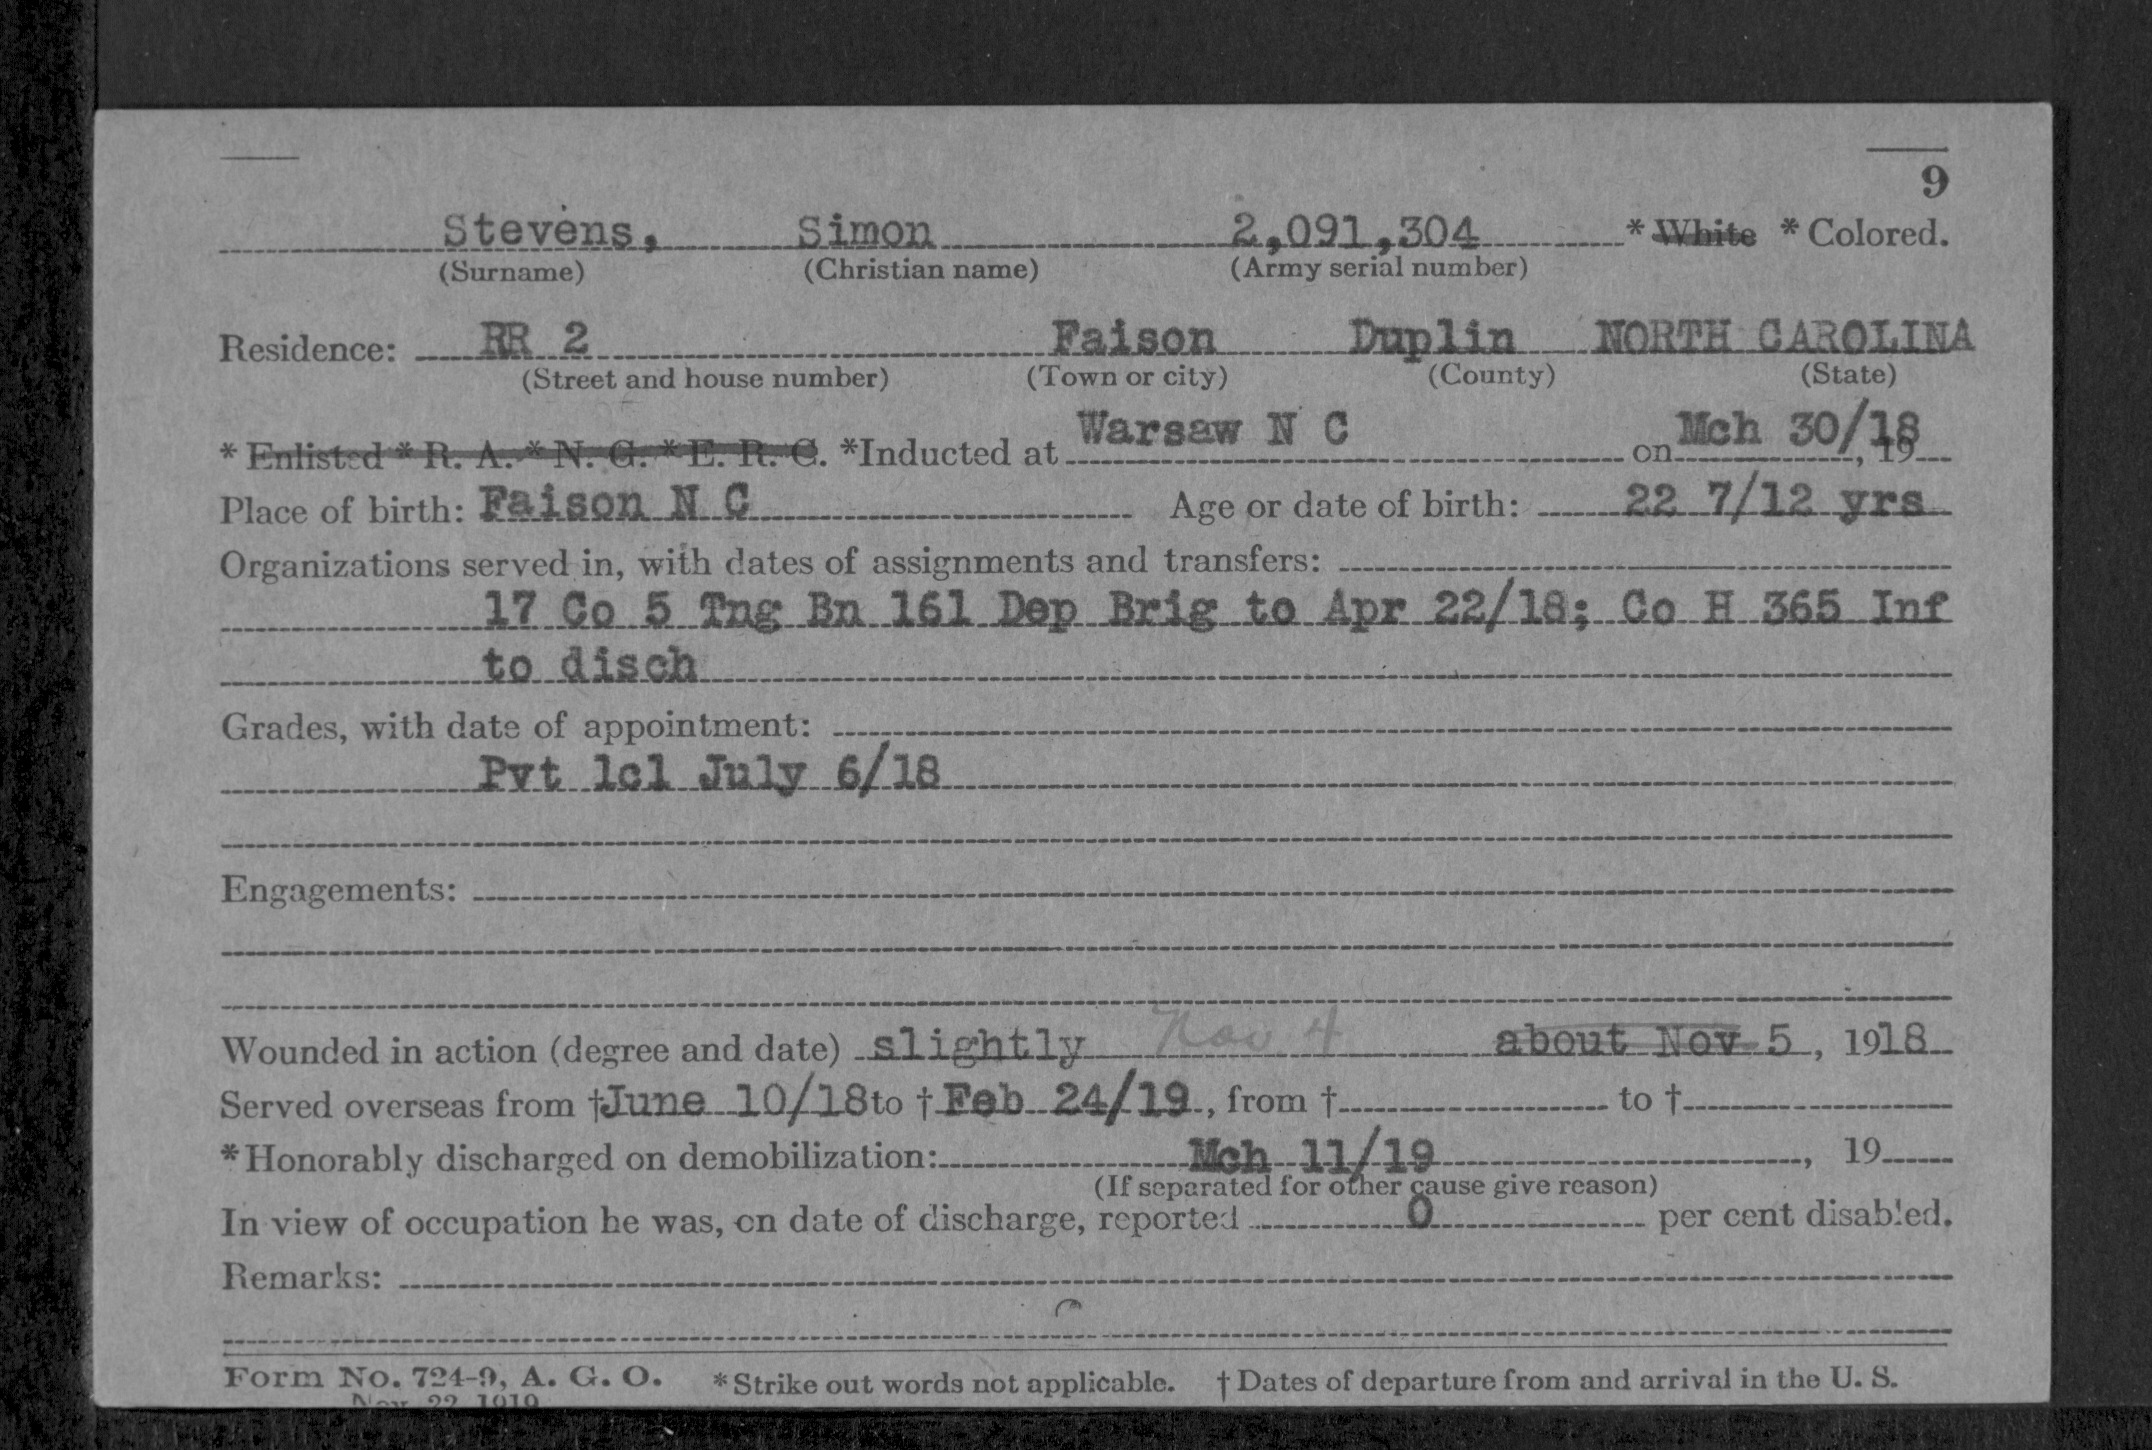 9
Stevens, Simon 2,091,304 * White * Colored.
(Surname) (Christian name) (Army serial number)
Residence: RR 2 Faison Duplin NORTH CAROLINA
(Street and house number) (Town or city) (County) (State)
* Enlisted * R. A. * N. G. * E. R. C. *Inducted at Warsaw N C on Mch 30/18, 19
Place of birth: Faison N C Age or date of birth: 22 7/12 yrs
Organizations served in, with dates of assignments and transfers:
17 Co 5 Tng Bn 161 Dep Brig to Apr 22/18; Co H 365 Inf
to disch
Grades, with date of appointment:
Pvt 1cl July 6/18
Engagements:
Wounded in action (degree and date) slightly Nov 4 about Nov 5, 1918
Served overseas from †June 10/18 to † Feb 24/19, from † to †
*Honorably discharged on demobilization: Mch 11/19, 19
(If separated for other cause give reason)
In view of occupation he was, on date of discharge, reported 0 per cent disabled.
Remarks:
Form No. 724-9, A. G. O. *Strike out words not applicable. † Dates of departure from and arrival in the U. S.
Nov. 22, 1919